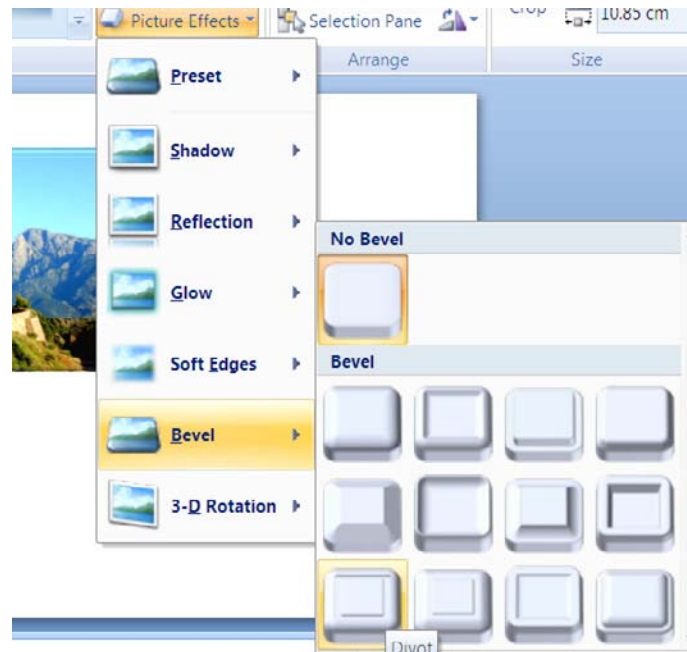 Picture Effects
Selection Pane
Crop
10.85 cm
Arrange
Size
Preset
Shadow
Reflection
Glow
Soft Edges
Bevel
3-D Rotation
No Bevel
Bevel
Divot